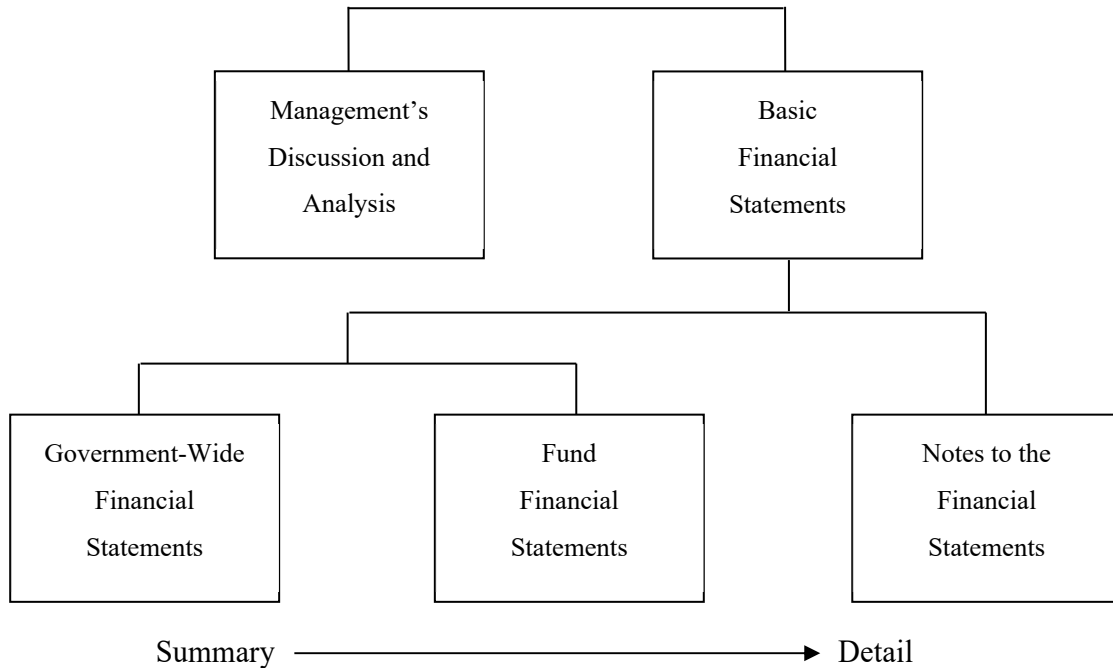 Management’s
Discussion and
Analysis
Basic
Financial
Statements
Government-Wide
Financial
Statements
Fund
Financial
Statements
Notes to the
Financial
Statements
Summary
Detail